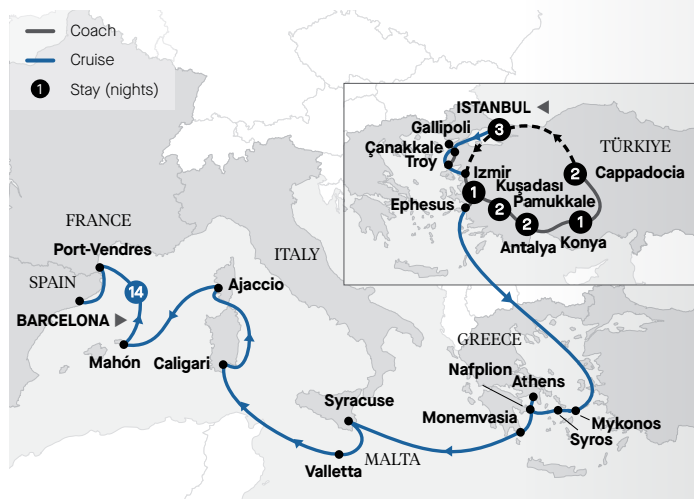 Coach
Cruise
1 Stay (nights)
ISTANBUL
3
Gallipoli
Çanakkale
Troy
TÜRKIYE
Izmir
2
Cappadocia
1
Kuşadası
Ephesus
2
Pamukkale
2
1
Antalya
Konya
FRANCE
Port-Vendres
ITALY
SPAIN
14
Ajaccio
BARCELONA
Mahón
Caligari
GREECE
Nafplion
Athens
Syracuse
Monemvasia
Mykonos
Syros
Valletta
MALTA